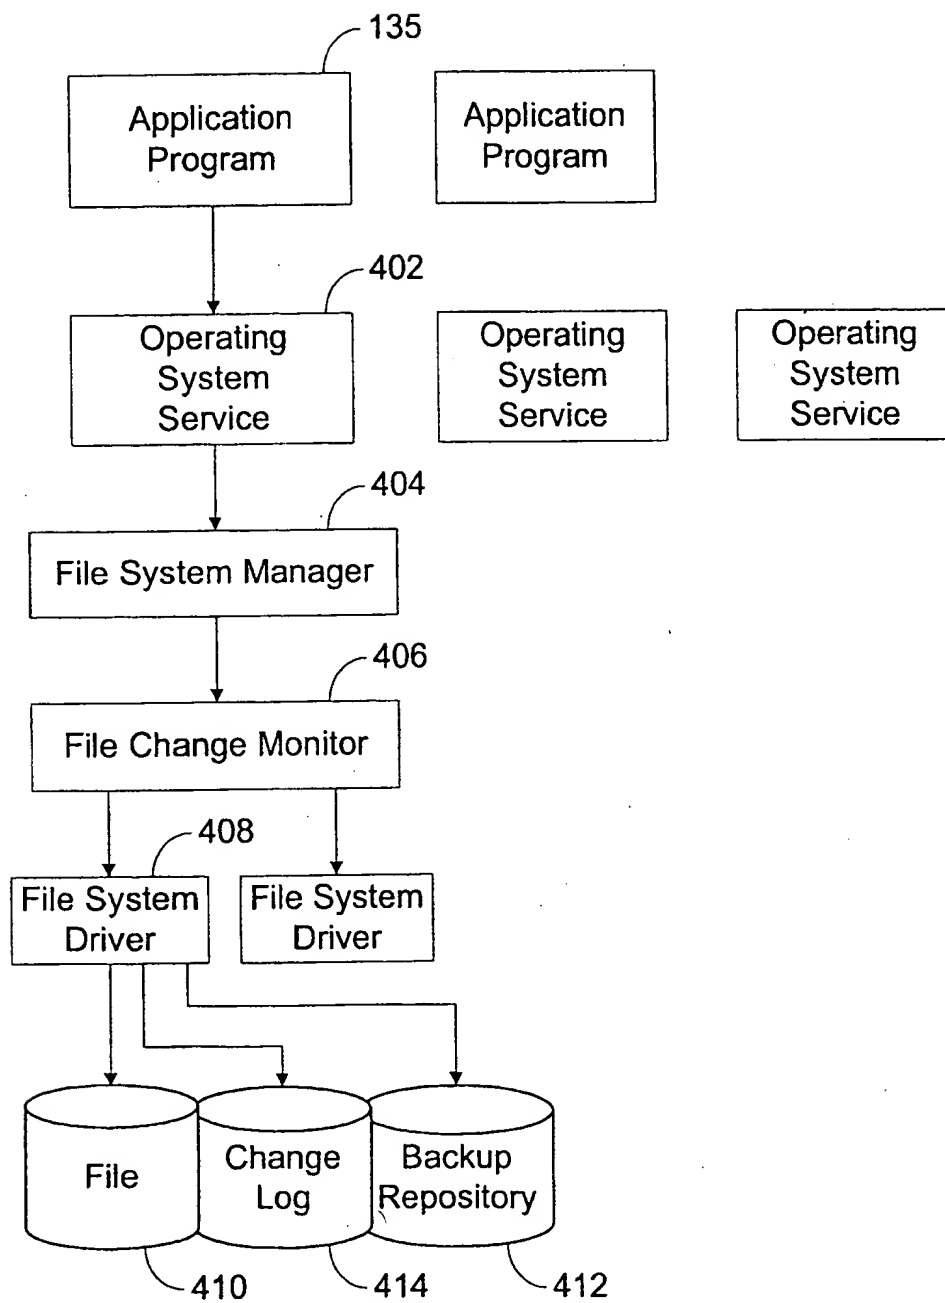 135
Application
Program
Application
Program
402
Operating
System
Service
Operating
System
Service
Operating
System
Service
404
File System Manager
406
File Change Monitor
408
File System
Driver
File System
Driver
File
Change
Log
Backup
Repository
410
414
412